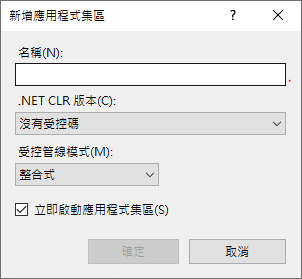 新增應用程式集區
名稱(N):
.NET CLR 版本(C):
沒有受控碼
受控管線模式(M):
整合式
立即啟動應用程式集區(S)
確定
取消